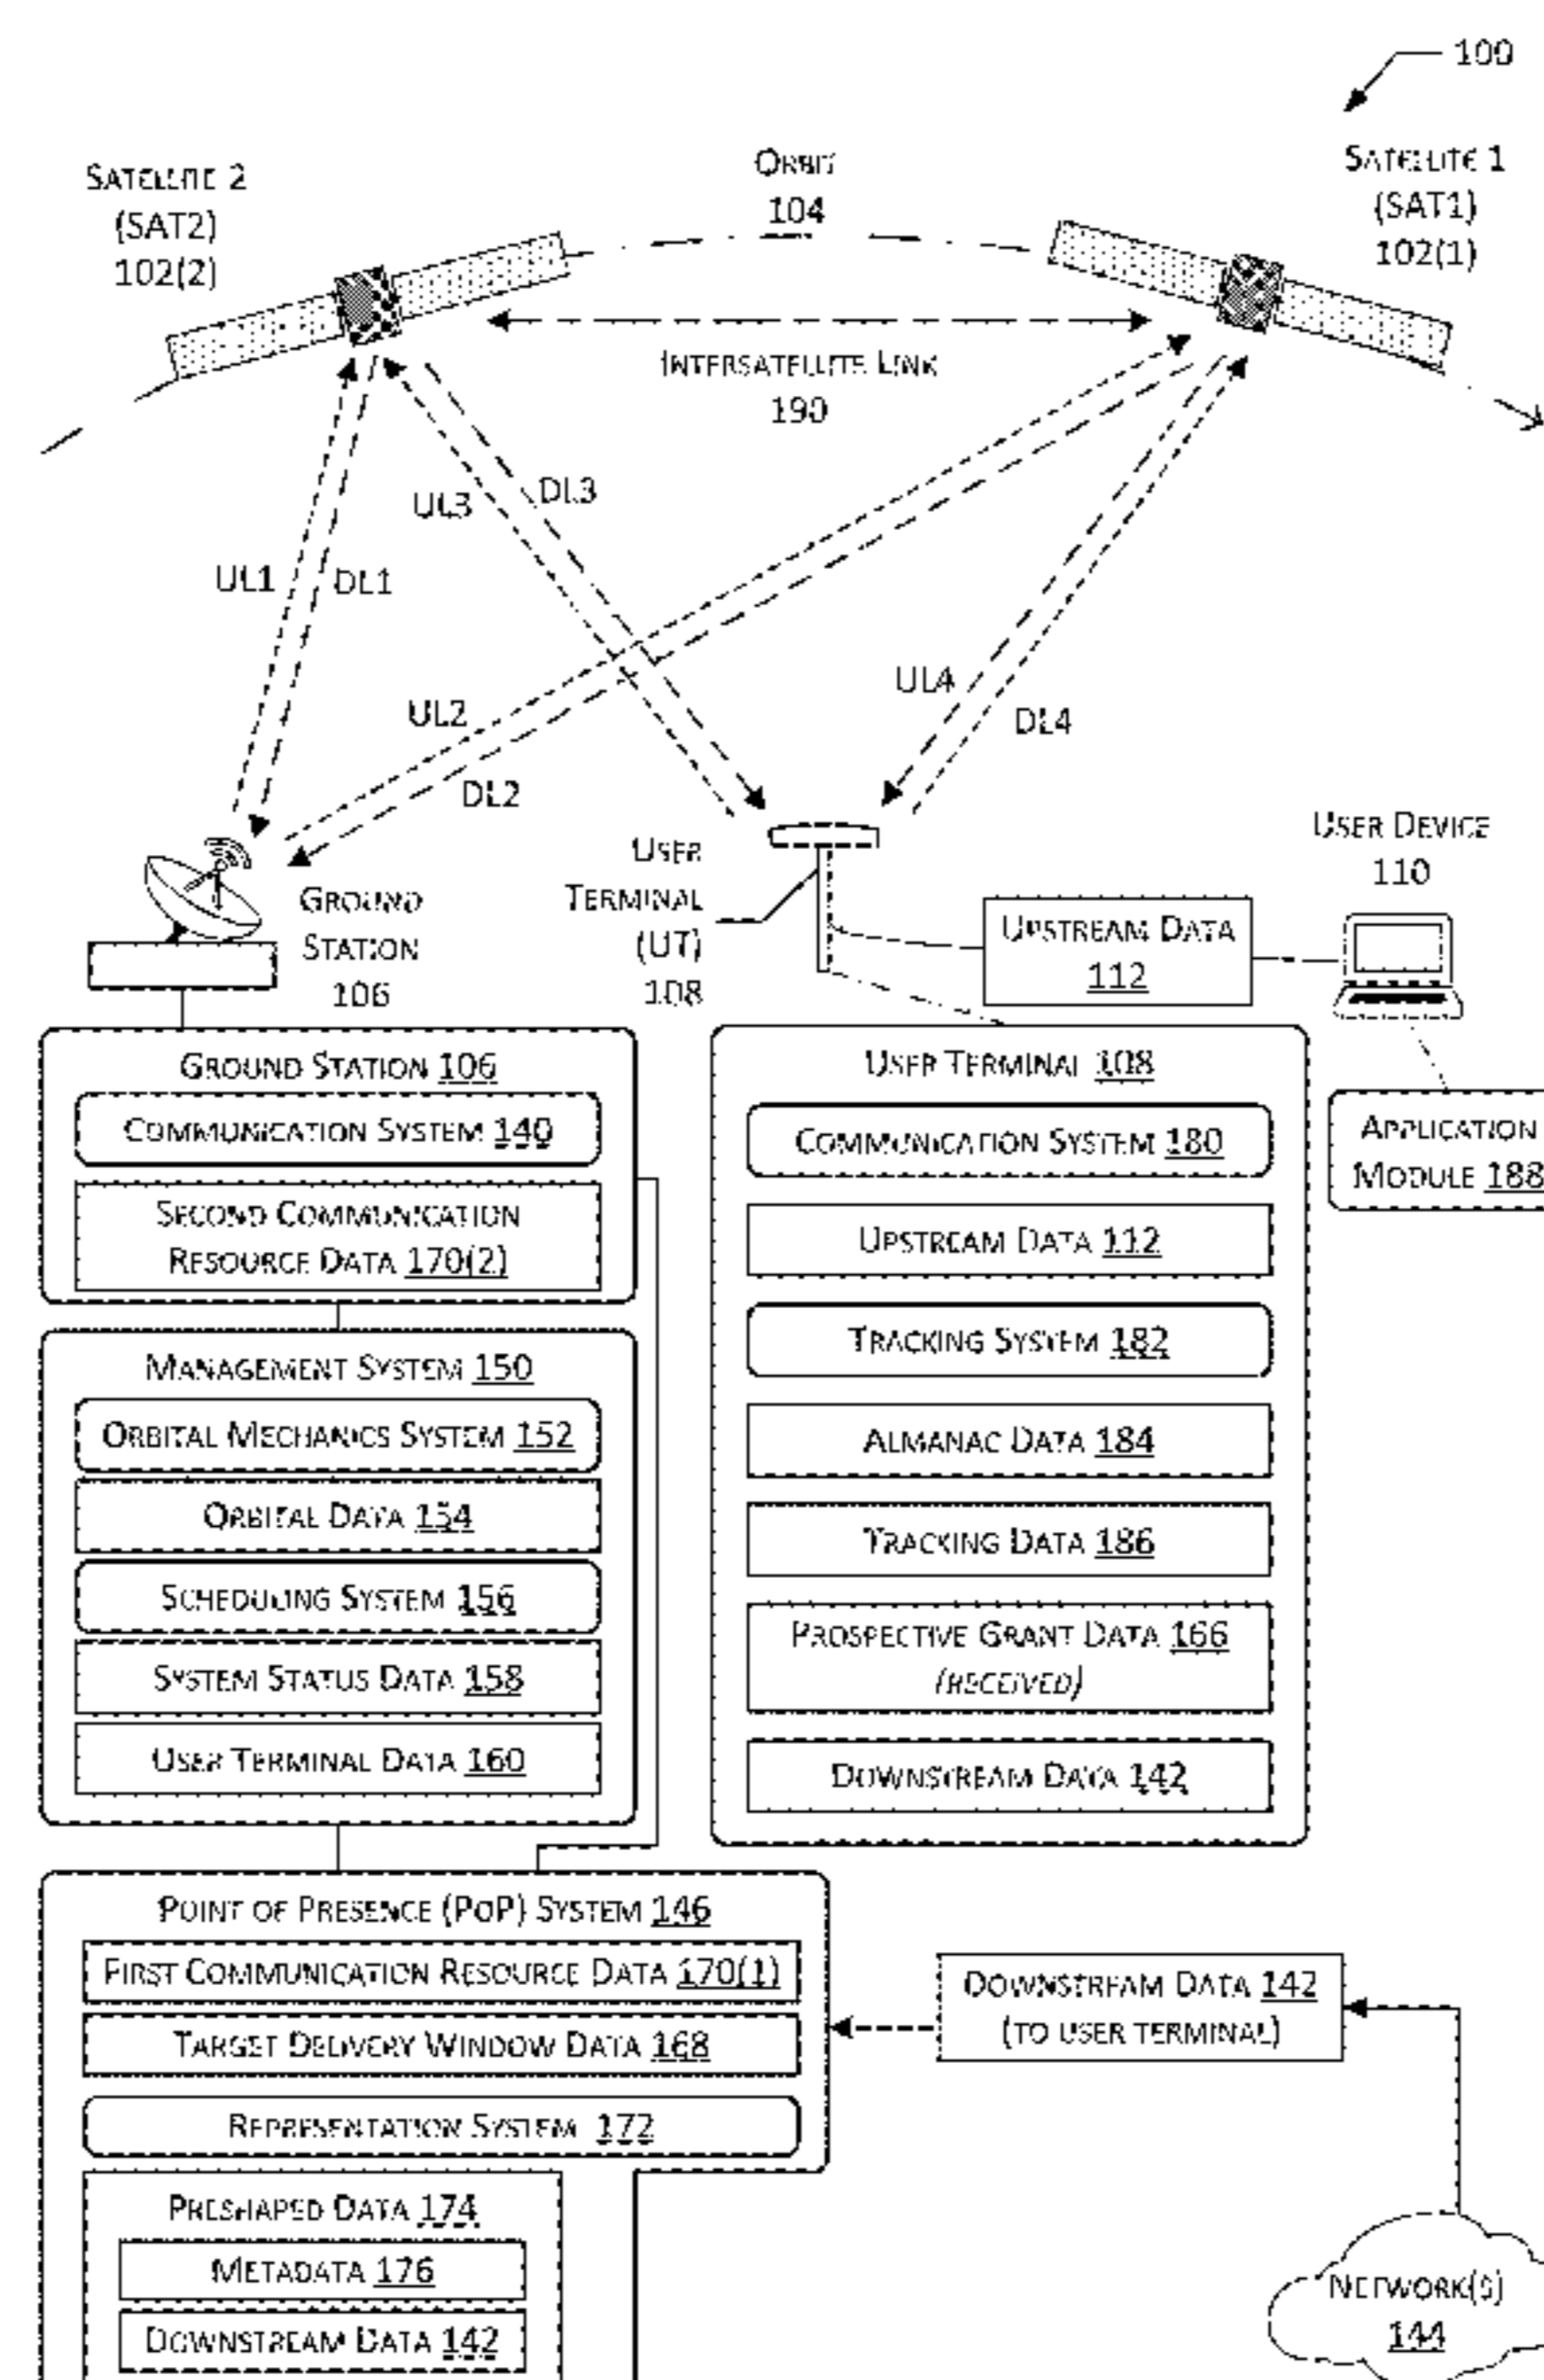 100
SATELLITE 2
(SAT2)
102(2)
ORBIT
104
SATELLITE 1
(SAT1)
102(1)
INTERSATELLITE LINK
190
UL3
DL3
UL1
DL1
UL4
UL2
DL4
DL2
USER DEVICE
110
USER
TERMINAL
(UT)
108
GROUND
STATION
106
UPSTREAM DATA
112
GROUND STATION 106
COMMUNICATION SYSTEM 140
SECOND COMMUNICATION
RESOURCE DATA 170(2)
USER TERMINAL 108
COMMUNICATION SYSTEM 180
UPSTREAM DATA 112
TRACKING SYSTEM 182
ALMANAC DATA 184
TRACKING DATA 186
PROSPECTIVE GRANT DATA 166
(RECEIVED)
DOWNSTREAM DATA 142
APPLICATION
MODULE 188
MANAGEMENT SYSTEM 150
ORBITAL MECHANICS SYSTEM 152
ORBITAL DATA 154
SCHEDULING SYSTEM 156
SYSTEM STATUS DATA 158
USER TERMINAL DATA 160
POINT OF PRESENCE (POP) SYSTEM 146
FIRST COMMUNICATION RESOURCE DATA 170(1)
TARGET DELIVERY WINDOW DATA 168
REPRESENTATION SYSTEM 172
PRESHAPED DATA 174
METADATA 176
DOWNSTREAM DATA 142
DOWNSTREAM DATA 142
(TO USER TERMINAL)
NETWORK(S)
144